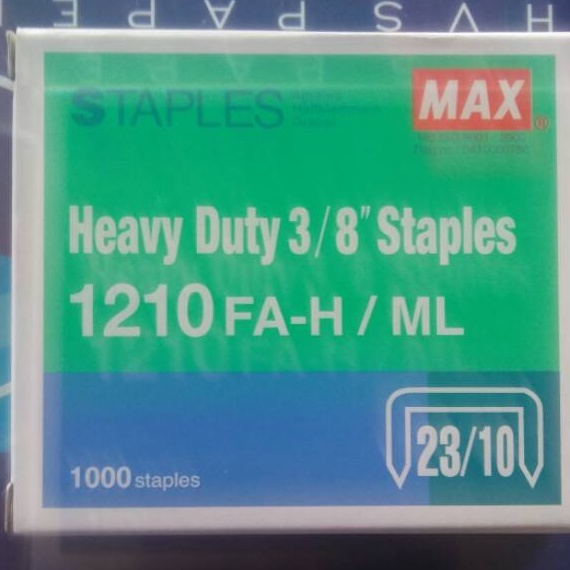 STAPLES
MAX
Heavy Duty 3/8" Staples
1210 FA-H / ML
23/10
1000 staples